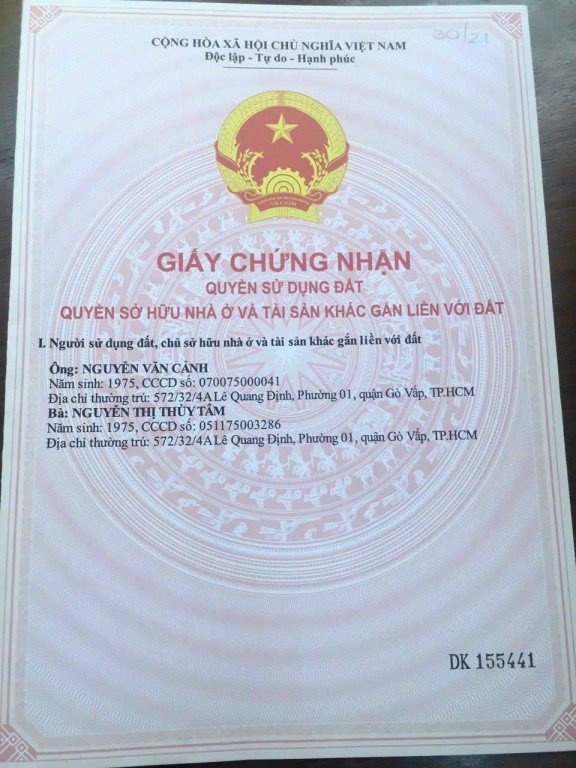 30/21
CỘNG HÒA XÃ HỘI CHỦ NGHĨA VIỆT NAM
Độc lập - Tự do - Hạnh phúc
VIỆT NAM
GIẤY CHỨNG NHẬN
QUYỀN SỬ DỤNG ĐẤT
QUYỀN SỞ HỮU NHÀ Ở VÀ TÀI SẢN KHÁC GẮN LIỀN VỚI ĐẤT
I. Người sử dụng đất, chủ sở hữu nhà ở và tài sản khác gắn liền với đất
Ông: NGUYỄN VĂN CẢNH
Năm sinh: 1975, CCCD số: 070075000041
Địa chỉ thường trú: 572/32/4ALê Quang Định, Phường 01, quận Gò Vấp, TP.HCM
Bà: NGUYỄN THỊ THÙY TÂM
Năm sinh: 1975, CCCD số: 051175003286
Địa chỉ thường trú: 572/32/4ALê Quang Định, Phường 01, quận Gò Vấp, TP.HCM
DK 155441